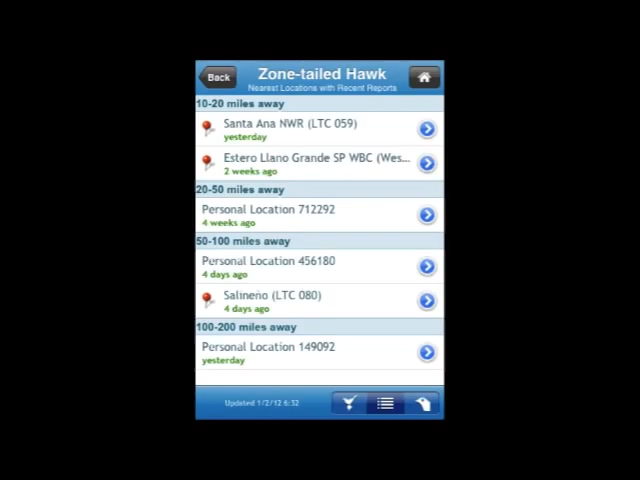 Back
Zone-tailed Hawk
Nearest Locations with Recent Reports
10-20 miles away
Santa Ana NWR (LTC 059)
yesterday
Estero Llano Grande SP WBC (Wes...
2 weeks ago
20-50 miles away
Personal Location 712292
4 weeks ago
50-100 miles away
Personal Location 456180
4 days ago
Salineno (LTC 080)
4 days ago
100-200 miles away
Personal Location 149092
yesterday
Updated 1/2/12 6:32